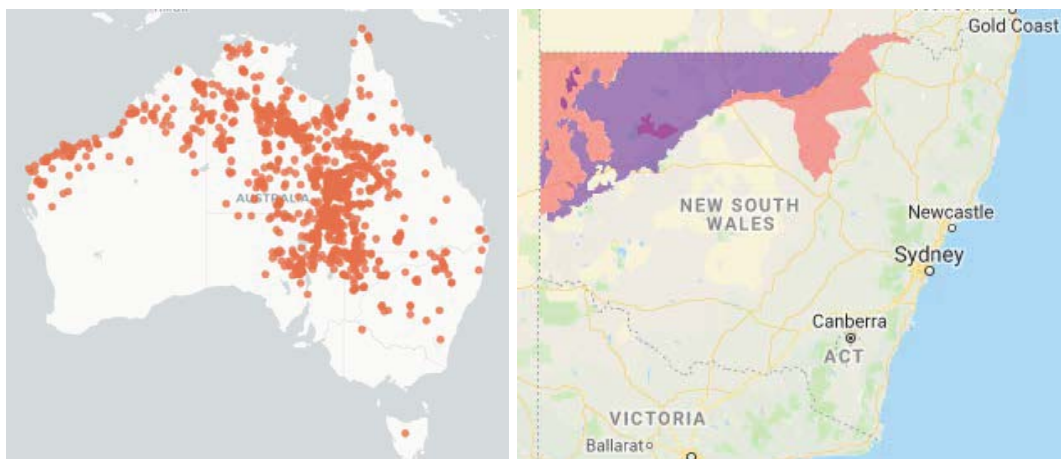 AUSTRALIA
Gold Coast
NEW SOUTH
WALES
Newcastle
Sydney
Canberra
ACT
VICTORIA
Ballarat